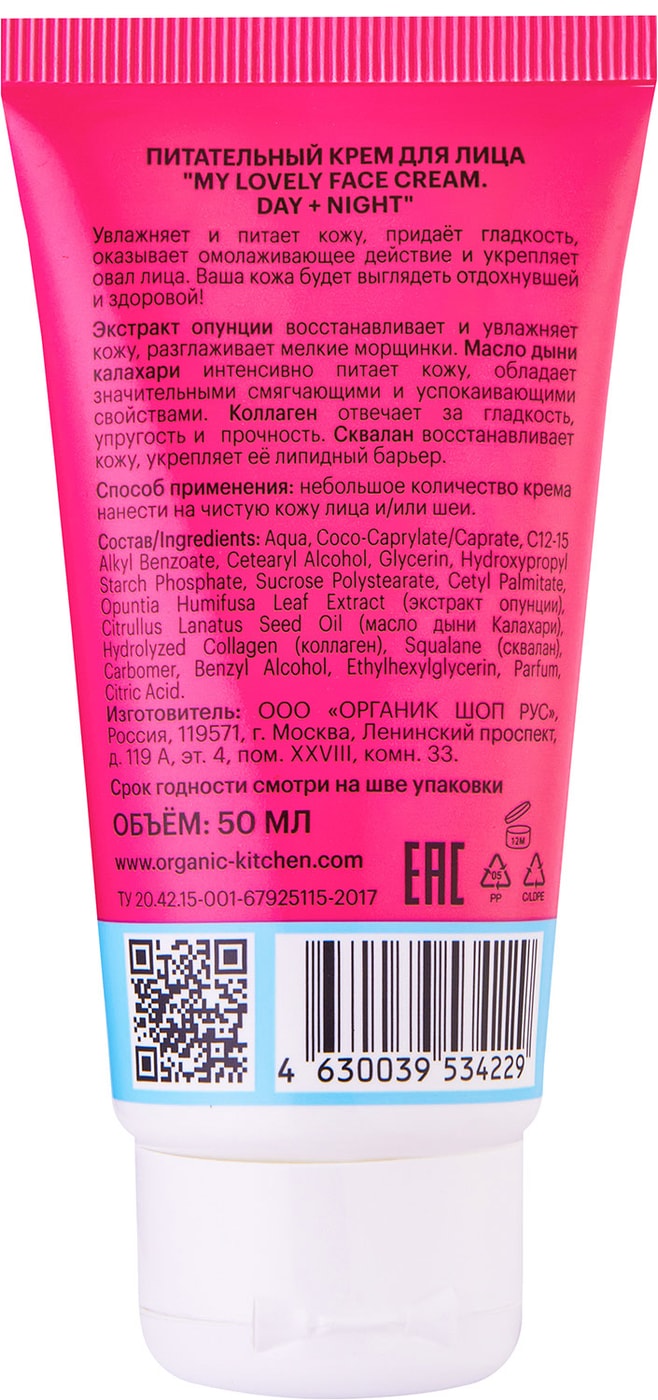 ПИТАТЕЛЬНЫЙ КРЕМ ДЛЯ ЛИЦА
"MY LOVELY FACE CREAM.
DAY + NIGHT"
Увлажняет и питает кожу, придаёт гладкость,
оказывает омолаживающее действие и укрепляет
овал лица. Ваша кожа будет выглядеть отдохнувшей
и здоровой!
Экстракт опунции восстанавливает и увлажняет
кожу, разглаживает мелкие морщинки. Масло дыни
калахари интенсивно питает кожу, обладает
значительными смягчающими и успокаивающими
свойствами. Коллаген отвечает за гладкость,
упругость и прочность. Сквалан восстанавливает
кожу, укрепляет её липидный барьер.
Способ применения: небольшое количество крема
нанести на чистую кожу лица и/или шеи.
Состав/Ingredients: Aqua, Coco-Caprylate/Caprate, C12-15
Alkyl Benzoate, Cetearyl Alcohol, Glycerin, Hydroxypropyl
Starch Phosphate, Sucrose Polystearate, Cetyl Palmitate,
Opuntia Humifusa Leaf Extract (экстракт опунции),
Citrullus Lanatus Seed Oil (масло дыни Калахари),
Hydrolyzed Collagen (коллаген), Squalane (сквалан),
Carbomer, Benzyl Alcohol, Ethylhexylglycerin, Parfum,
Citric Acid.
Изготовитель: ООО «ОРГАНИК ШОП РУС»,
Россия, 119571, г. Москва, Ленинский проспект,
д. 119 А, эт. 4, пом. XXVIII, комн. 33.
Срок годности смотри на шве упаковки
ОБЪЁМ: 50 МЛ
www.organic-kitchen.com
ТУ 20.42.15-001-67925115-2017
EAC
12M
05
PP
4
C/LDPE
4 630039 534229